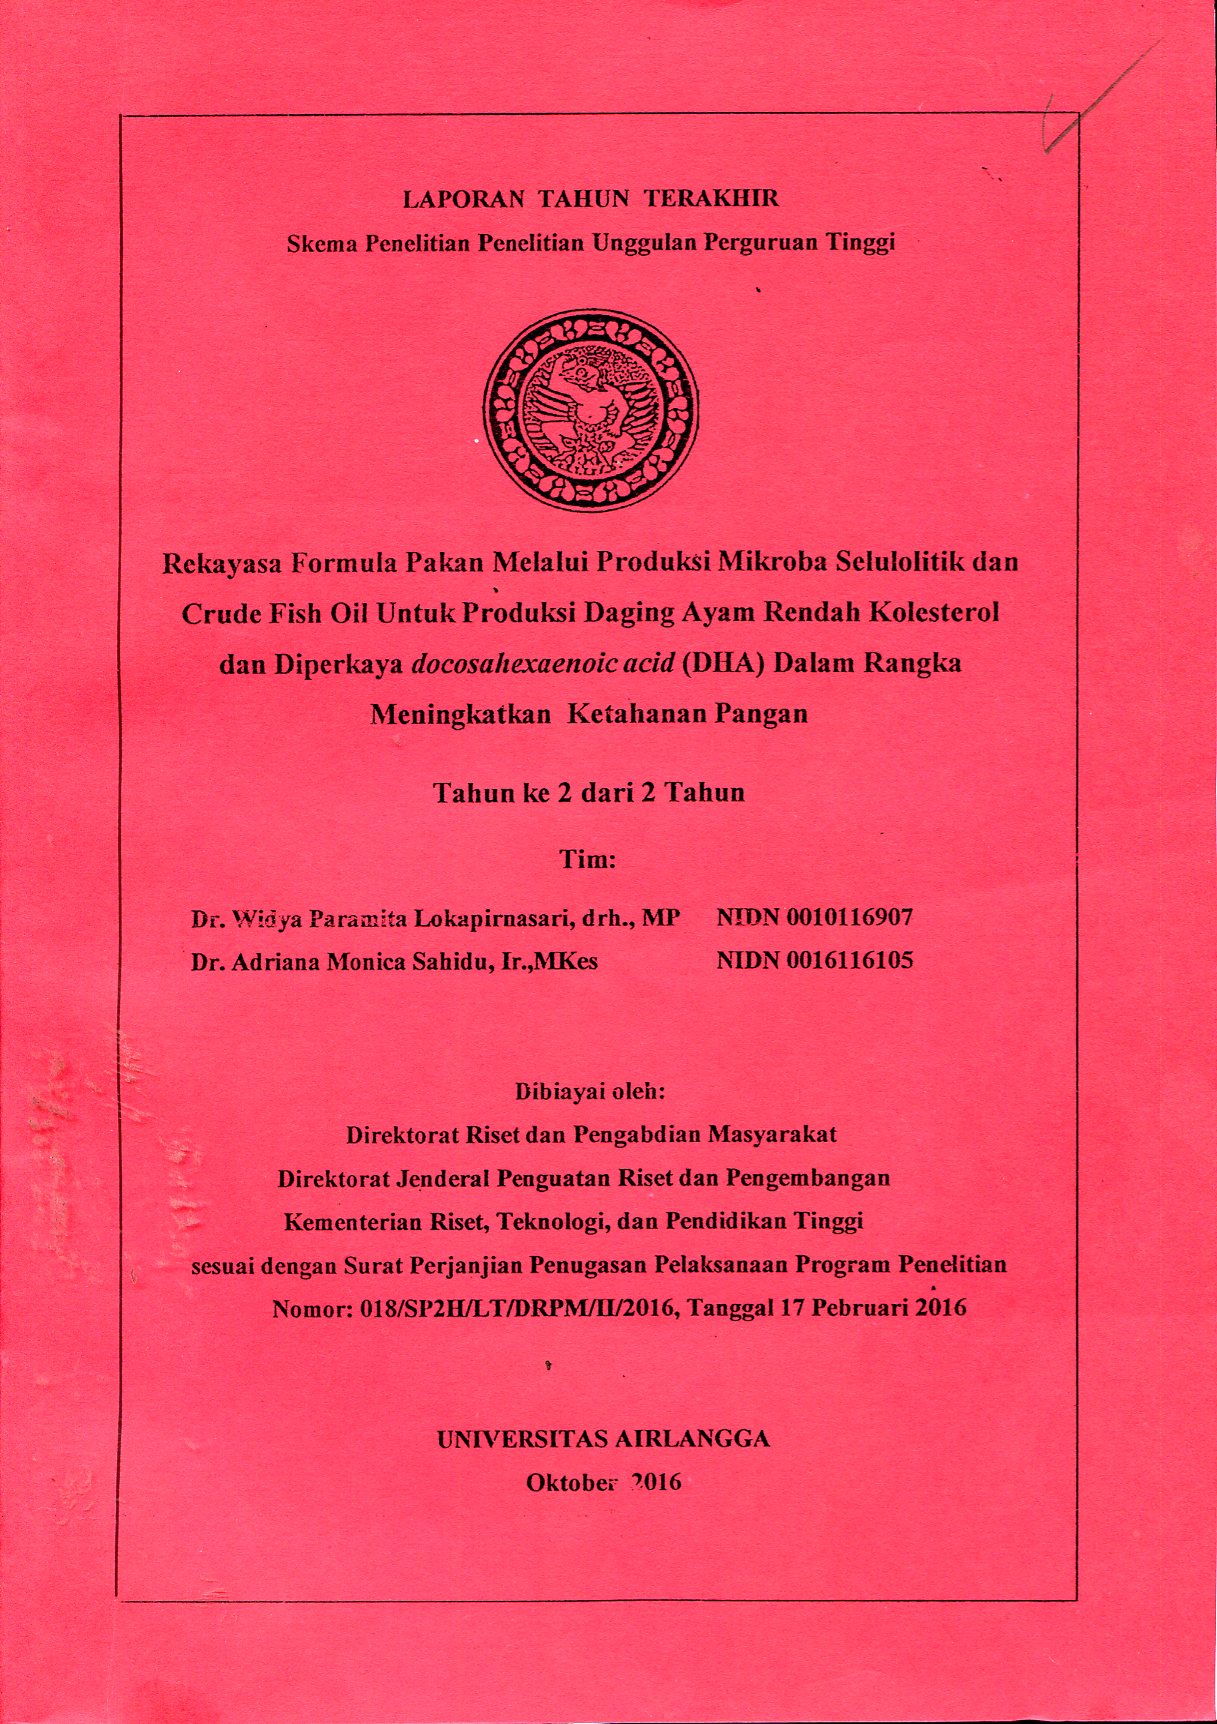 LAPORAN TAHUN TERAKHIR
Skema Penelitian Penelitian Unggulan Perguruan Tinggi
Rekayasa Formula Pakan Melalui Produksi Mikroba Selulolitik dan
Crude Fish Oil Untuk Produksi Daging Ayam Rendah Kolesterol
dan Diperkaya docosahexaenoic acid (DHA) Dalam Rangka
Meningkatkan Ketahanan Pangan
Tahun ke 2 dari 2 Tahun
Tim:
Dr. Widya Paramita Lokapirnasari, drh., MP NIDN 0010116907
Dr. Adriana Monica Sahidu, Ir.,MKes NIDN 0016116105
Dibiayai oleh:
Direktorat Riset dan Pengabdian Masyarakat
Direktorat Jenderal Penguatan Riset dan Pengembangan
Kementerian Riset, Teknologi, dan Pendidikan Tinggi
sesuai dengan Surat Perjanjian Penugasan Pelaksanaan Program Penelitian
Nomor: 018/SP2H/LT/DRPM/II/2016, Tanggal 17 Pebruari 2016
UNIVERSITAS AIRLANGGA
Oktober 2016